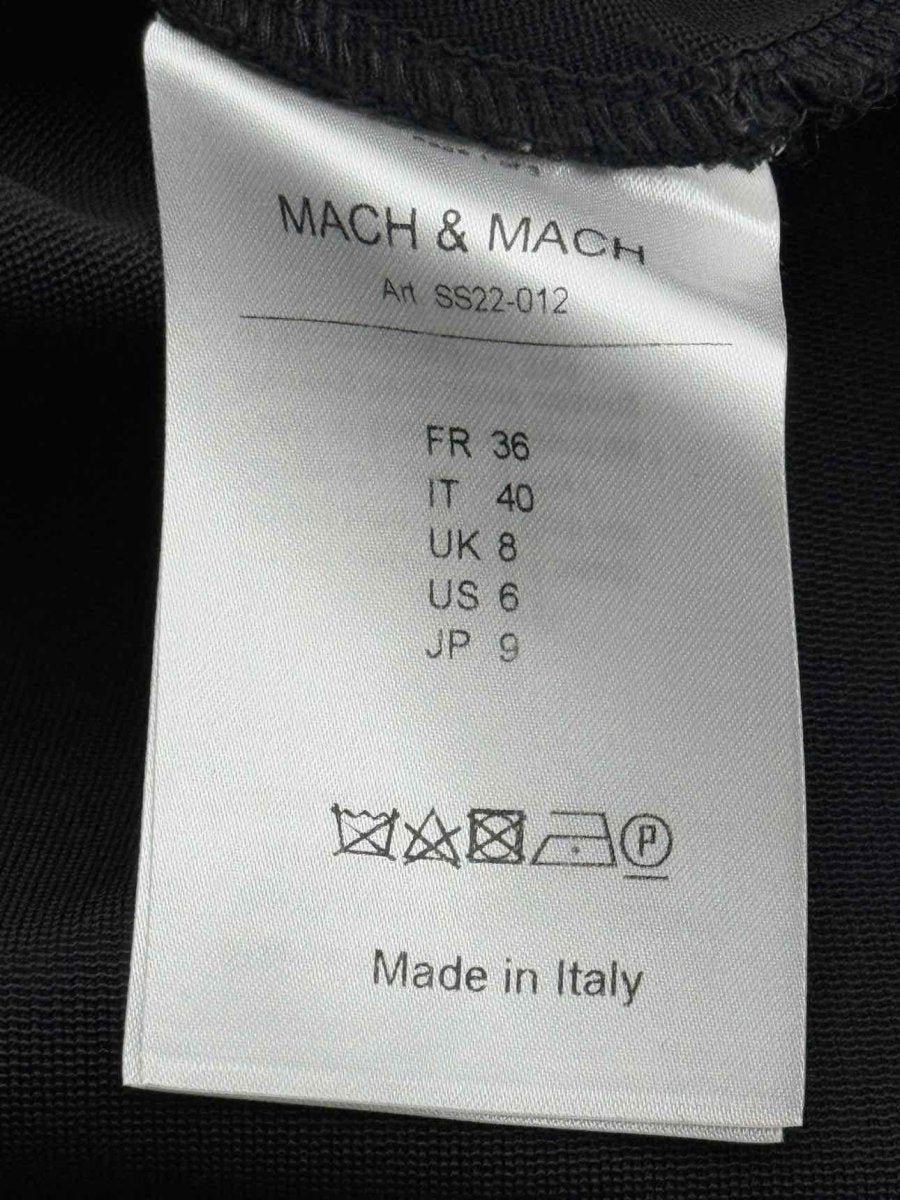 MACH & MACH
Art SS22-012
FR 36
IT 40
UK 8
US 6
JP 9
P
Made in Italy